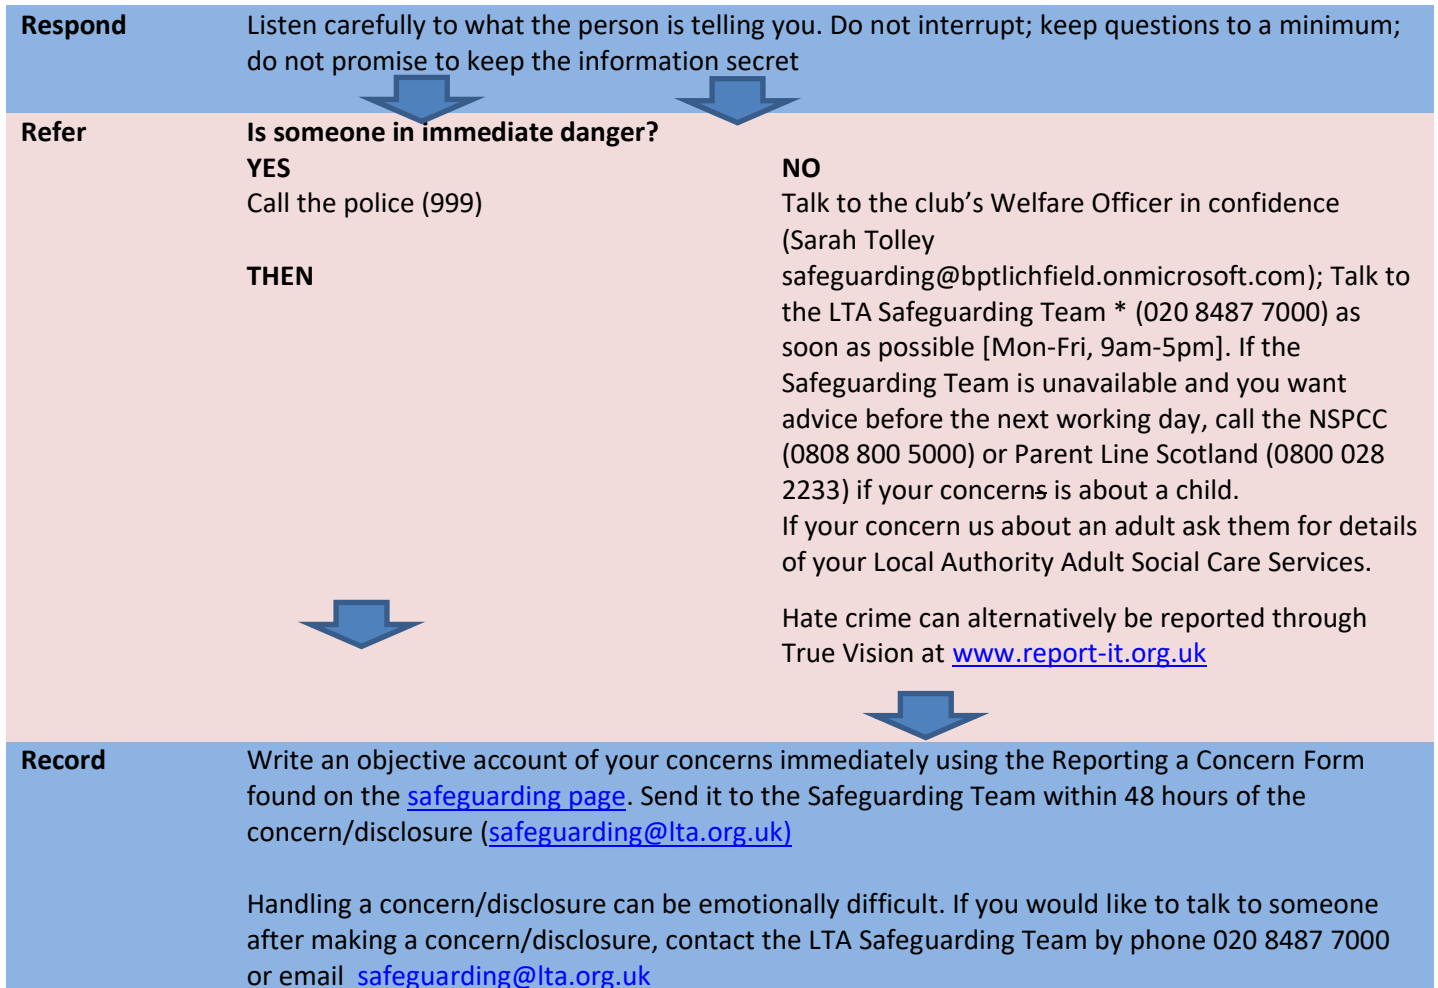 Respond
Listen carefully to what the person is telling you. Do not interrupt; keep questions to a minimum;
do not promise to keep the information secret
Refer
Is someone in immediate danger?
YES
Call the police (999)
THEN
NO
Talk to the club’s Welfare Officer in confidence
(Sarah Tolley
safeguarding@bptlichfield.onmicrosoft.com); Talk to
the LTA Safeguarding Team * (020 8487 7000) as
soon as possible [Mon-Fri, 9am-5pm]. If the
Safeguarding Team is unavailable and you want
advice before the next working day, call the NSPCC
(0808 800 5000) or Parent Line Scotland (0800 028
2233) if your concerns is about a child.
If your concern us about an adult ask them for details
of your Local Authority Adult Social Care Services.
Hate crime can alternatively be reported through
True Vision at www.report-it.org.uk
Record
Write an objective account of your concerns immediately using the Reporting a Concern Form
found on the safeguarding page. Send it to the Safeguarding Team within 48 hours of the
concern/disclosure (safeguarding@lta.org.uk)
Handling a concern/disclosure can be emotionally difficult. If you would like to talk to someone
after making a concern/disclosure, contact the LTA Safeguarding Team by phone 020 8487 7000
or email safeguarding@lta.org.uk